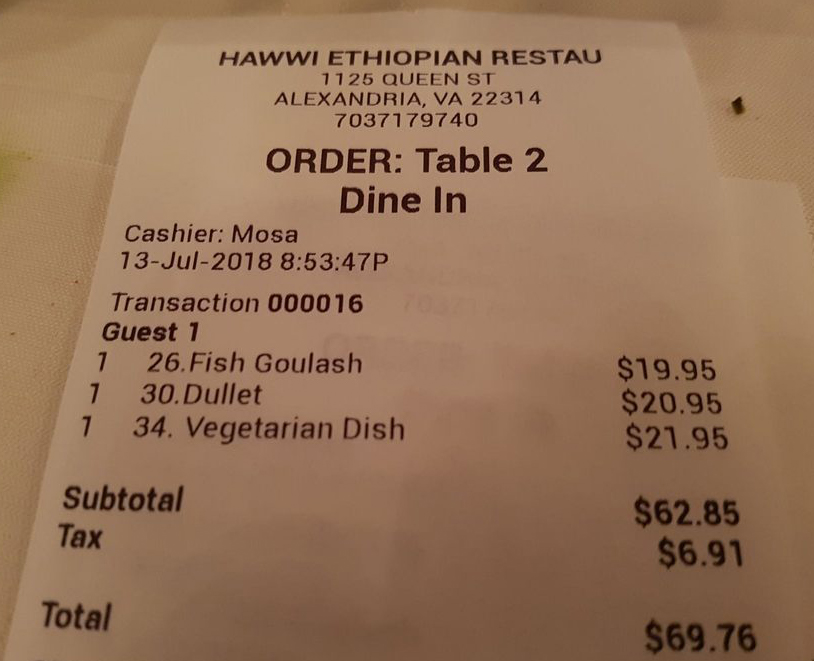 HAWWI ETHIOPIAN RESTAU
1125 QUEEN ST
ALEXANDRIA, VA 22314
7037179740
ORDER: Table 2
Dine In
Cashier: Mosa
13-Jul-2018 8:53:47P
Transaction 000016
Guest 1
1 26.Fish Goulash $19.95
1 30.Dullet $20.95
1 34. Vegetarian Dish $21.95
Subtotal $62.85
Tax $6.91
Total $69.76